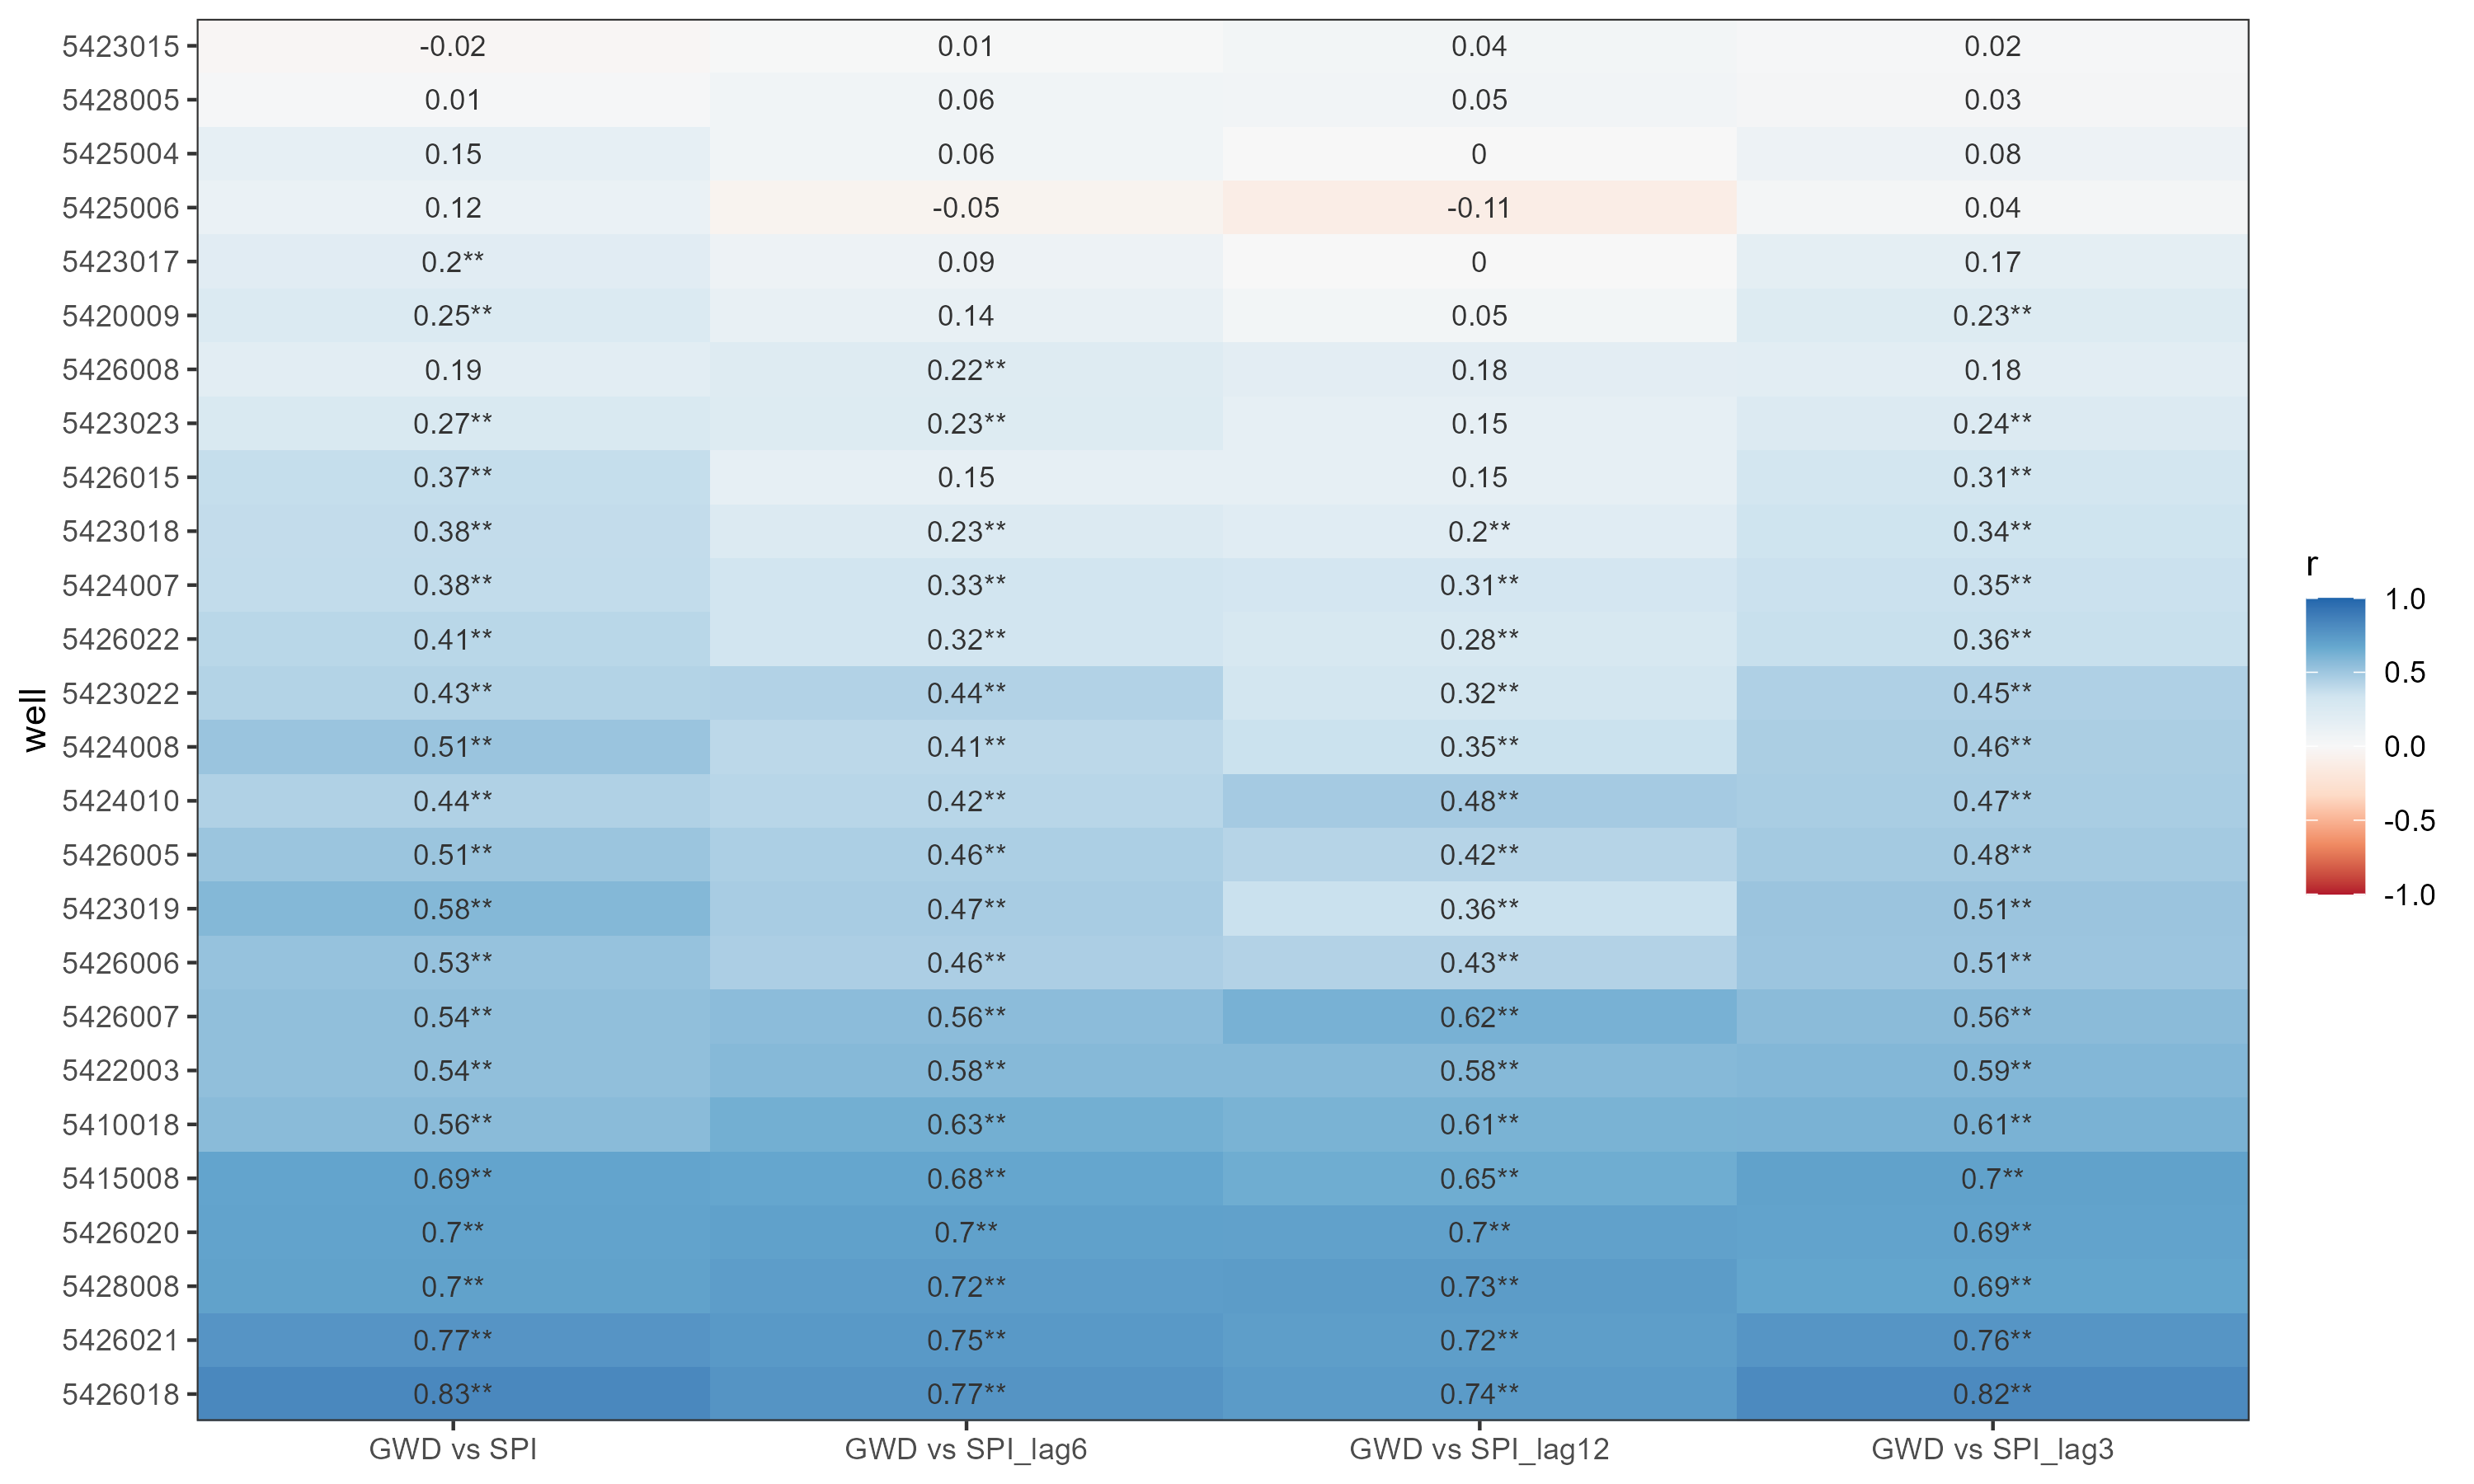 5423015 -0.02 0.01 0.04 0.02
5428005 0.01 0.06 0.05 0.03
5425004 0.15 0.06 0 0.08
5425006 0.12 -0.05 -0.11 0.04
5423017 0.2** 0.09 0 0.17
5420009 0.25** 0.14 0.05 0.23**
5426008 0.19 0.22** 0.18 0.18
5423023 0.27** 0.23** 0.15 0.24**
5426015 0.37** 0.15 0.15 0.31**
5423018 0.38** 0.23** 0.2** 0.34**
5424007 0.38** 0.33** 0.31** 0.35**
5426022 0.41** 0.32** 0.28** 0.36**
5423022 0.43** 0.44** 0.32** 0.45**
5424008 0.51** 0.41** 0.35** 0.46**
5424010 0.44** 0.42** 0.48** 0.47**
5426005 0.51** 0.46** 0.42** 0.48**
5423019 0.58** 0.47** 0.36** 0.51**
5426006 0.53** 0.46** 0.43** 0.51**
5426007 0.54** 0.56** 0.62** 0.56**
5422003 0.54** 0.58** 0.58** 0.59**
5410018 0.56** 0.63** 0.61** 0.61**
5415008 0.69** 0.68** 0.65** 0.7**
5426020 0.7** 0.7** 0.7** 0.69**
5428008 0.7** 0.72** 0.73** 0.69**
5426021 0.77** 0.75** 0.72** 0.76**
5426018 0.83** 0.77** 0.74** 0.82**
GWD vs SPI GWD vs SPI_lag6 GWD vs SPI_lag12 GWD vs SPI_lag3
well
r
1.0
0.5
0.0
-0.5
-1.0